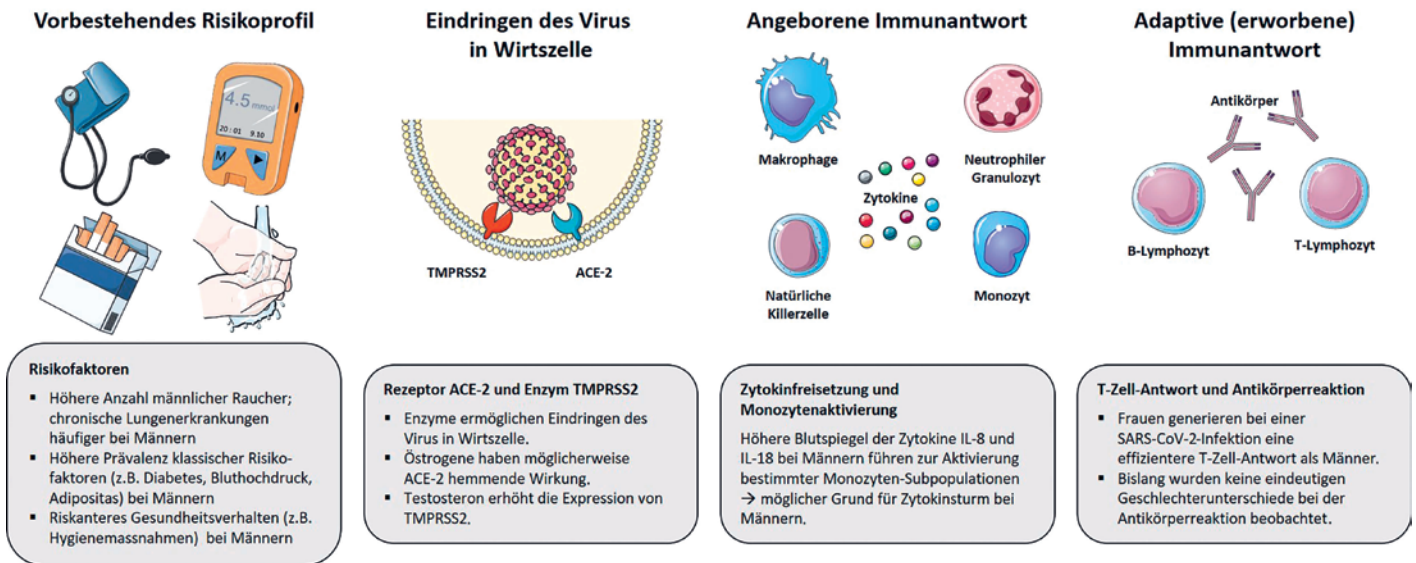 Vorbestehendes Risikoprofil
4.5 mmol
20:01 9.10
M
Risikofaktoren
▪ Höhere Anzahl männlicher Raucher;
chronische Lungenerkrankungen
häufiger bei Männern
▪ Höhere Prävalenz klassischer Risiko-
faktoren (z.B. Diabetes, Bluthochdruck,
Adipositas) bei Männern
▪ Riskanteres Gesundheitsverhalten (z.B.
Hygienemassnahmen) bei Männern
Eindringen des Virus
in Wirtszelle
TMPRSS2
ACE-2
Rezeptor ACE-2 und Enzym TMPRSS2
▪ Enzyme ermöglichen Eindringen des
Virus in Wirtszelle.
▪ Östrogene haben möglicherweise
ACE-2 hemmende Wirkung.
▪ Testosteron erhöht die Expression von
TMPRSS2.
Angeborene Immunantwort
Makrophage
Neutrophiler
Granulozyt
Zytokine
Natürliche
Killerzelle
Monozyt
Zytokinfreisetzung und
Monozytenaktivierung
Höhere Blutspiegel der Zytokine IL-8 und
IL-18 bei Männern führen zur Aktivierung
bestimmter Monozyten-Subpopulationen
→ möglicher Grund für Zytokinsturm bei
Männern.
Adaptive (erworbene)
Immunantwort
Antikörper
B-Lymphozyt
T-Lymphozyt
T-Zell-Antwort und Antikörperreaktion
▪ Frauen generieren bei einer
SARS-CoV-2-Infektion eine
effizientere T-Zell-Antwort als Männer.
▪ Bislang wurden keine eindeutigen
Geschlechterunterschiede bei der
Antikörperreaktion beobachtet.